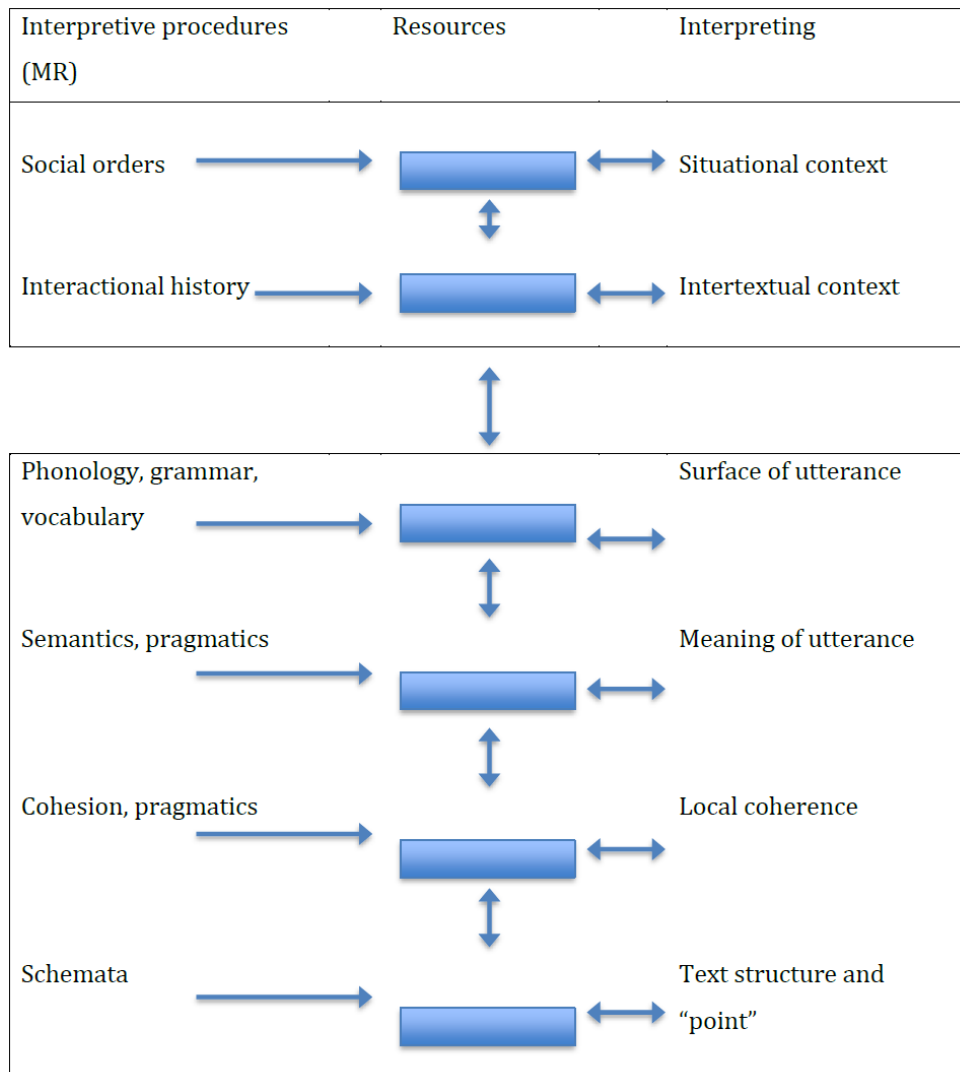 Interpretive procedures
(MR)
Resources
Interpreting
Social orders
Situational context
Interactional history
Intertextual context
Phonology, grammar,
vocabulary
Surface of utterance
Semantics, pragmatics
Meaning of utterance
Cohesion, pragmatics
Local coherence
Schemata
Text structure and
“point”